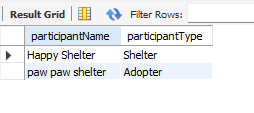 Result Grid Filter Rows:
participantName participantType
Happy Shelter Shelter
paw paw shelter Adopter